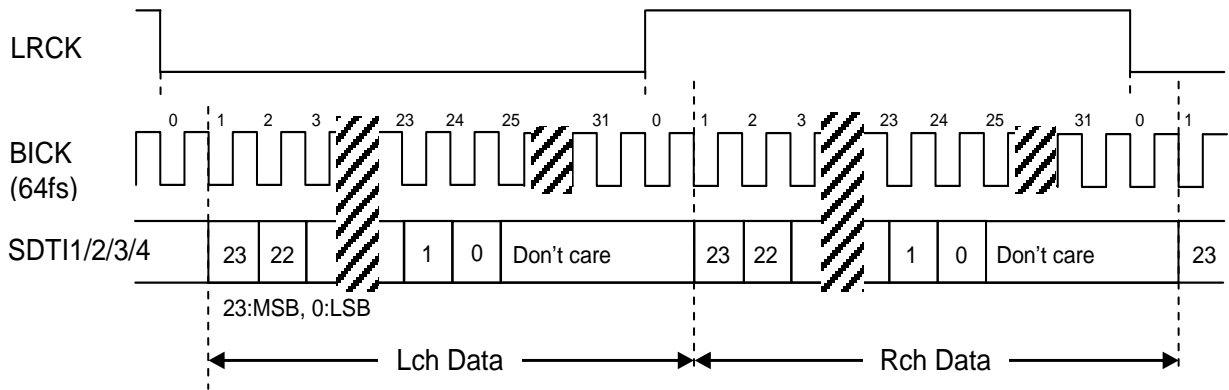 LRCK
0 1 2 3 23 24 25 31 0 1 2 3 23 24 25 31 0 1
BICK
(64fs)
SDTI1/2/3/4 23 22 1 0 Don't care 23 22 1 0 Don't care 23
23:MSB, 0:LSB
Lch Data Rch Data